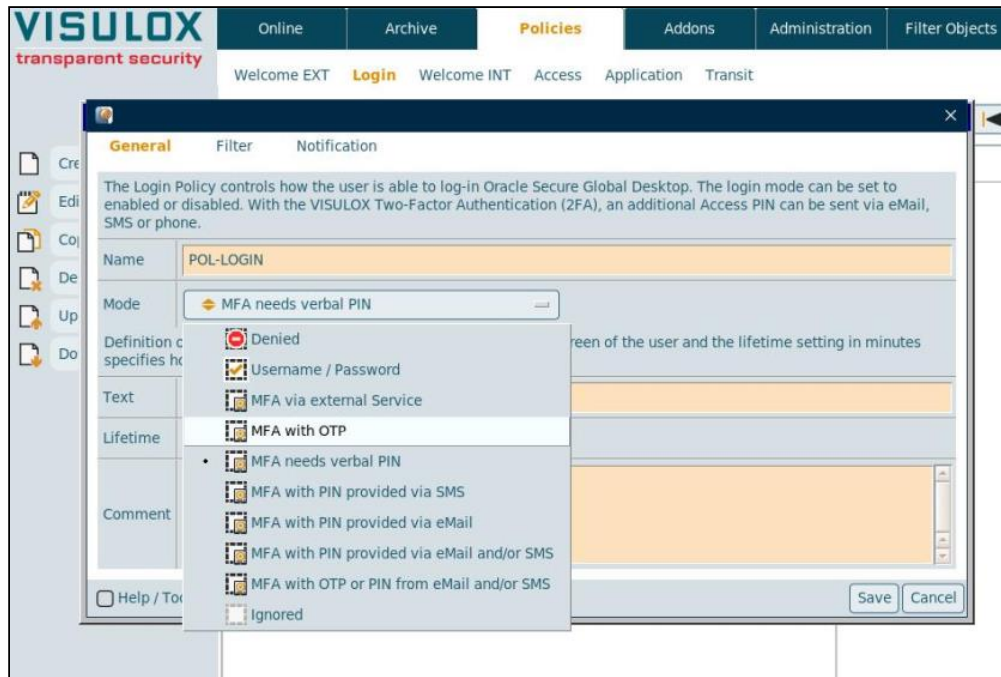 VISULOX
transparent security
Online Archive Policies Addons Administration Filter Objects
Welcome EXT Login Welcome INT Access Application Transit
General Filter Notification
Cre
Edi
Cop
De
Up
Do
The Login Policy controls how the user is able to log-in Oracle Secure Global Desktop. The login mode can be set to
enabled or disabled. With the VISULOX Two-Factor Authentication (2FA), an additional Access PIN can be sent via eMail,
SMS or phone.
Name POL-LOGIN
Mode MFA needs verbal PIN
Definition reen of the user and the lifetime setting in minutes
specifies
Text
Lifetime
Comment
Denied
Username / Password
MFA via external Service
MFA with OTP
MFA needs verbal PIN
MFA with PIN provided via SMS
MFA with PIN provided via eMail
MFA with PIN provided via eMail and/or SMS
MFA with OTP or PIN from eMail and/or SMS
Ignored
Help / Too
Save Cancel